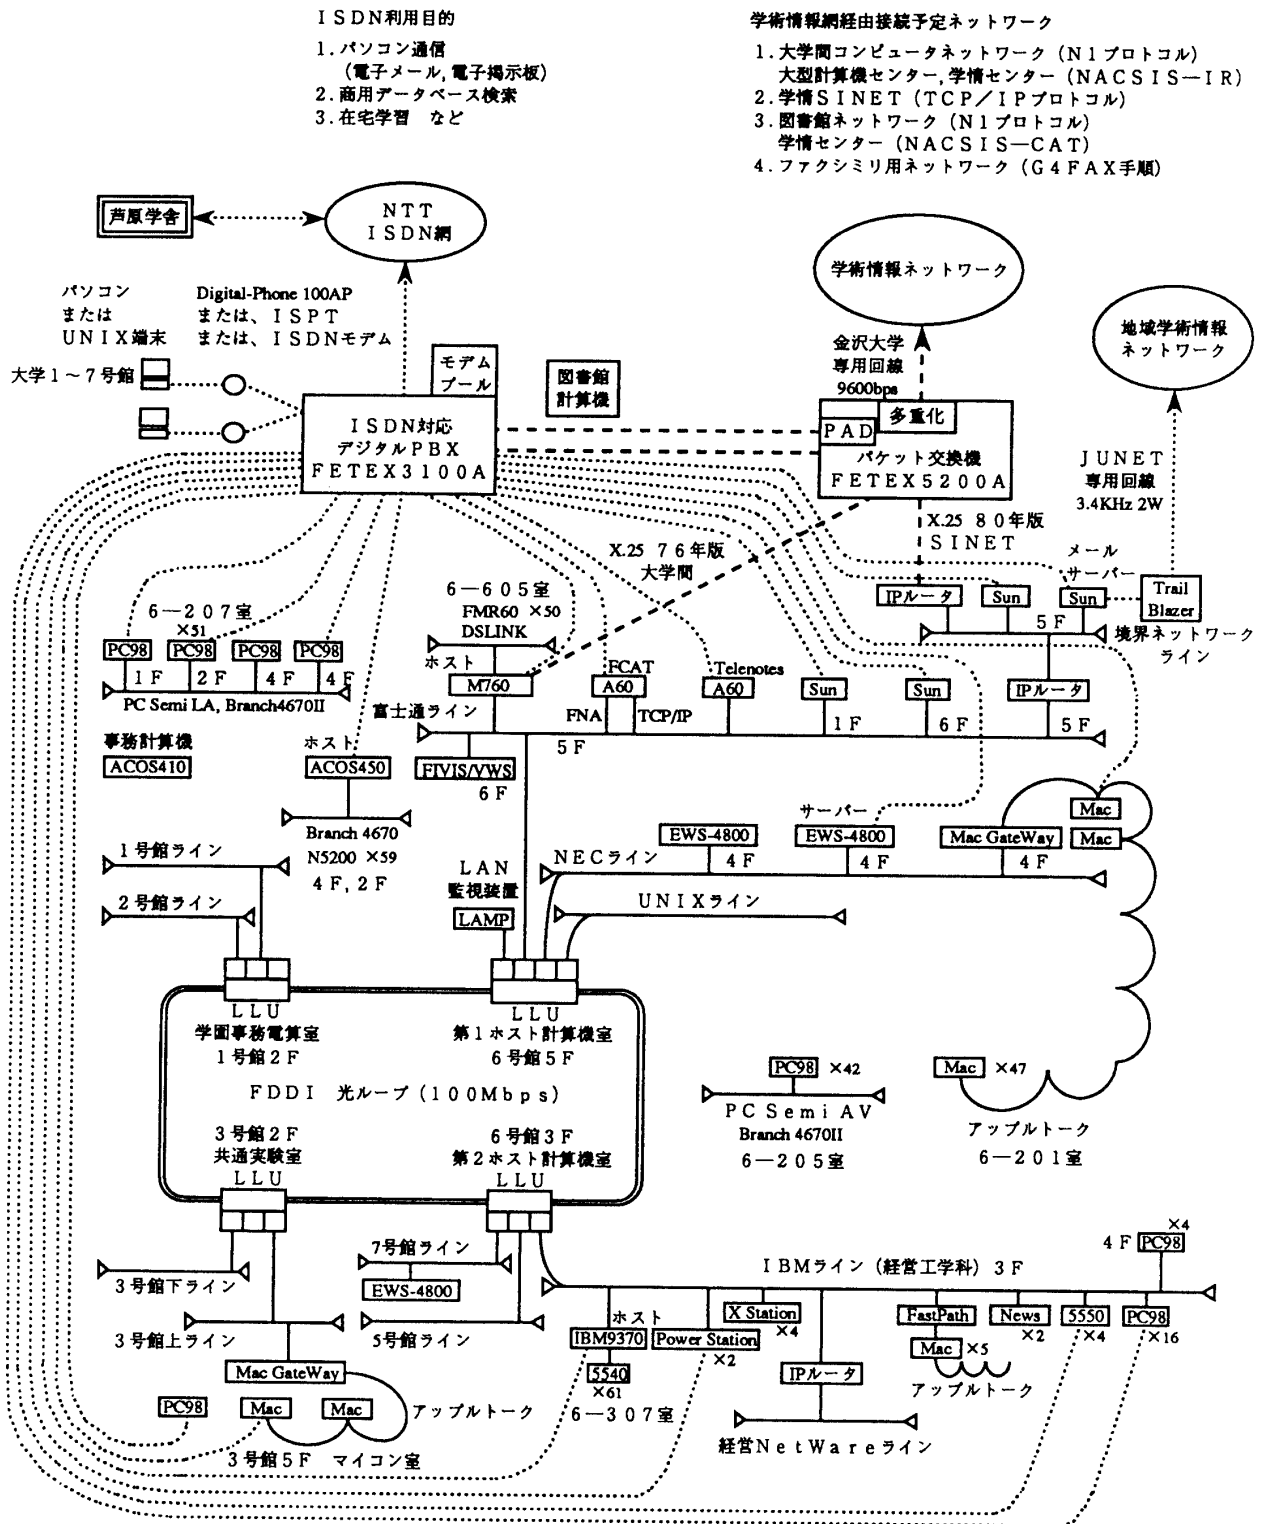 ISDN利用目的
1.パソコン通信
(電子メール,電子掲示板)
2.商用データベース検索
3.在宅学習 など
学術情報網経由接続予定ネットワーク
1.大学間コンピュータネットワーク(N1プロトコル)
大型計算機センター,学情センター(NACSIS—IR)
2.学情SINET(TCP/IPプロトコル)
3.図書館ネットワーク(N1プロトコル)
学情センター(NACSIS—CAT)
4.ファクシミリ用ネットワーク(G4FAX手順)
芦原学舎
NTT
ISDN網
学術情報ネットワーク
地域学術情報
ネットワーク
パソコン
または
UNIX端末
Digital-Phone 100AP
または、ISPT
または、ISDNモデム
大学1~7号館
モデム
プール
図書館
計算機
金沢大学
専用回線
9600bps
ISDN対応
デジタルPBX
FETEX3100A
PAD
多重化
パケット交換機
FETEX5200A
JUNET
専用回線
3.4KHz 2W
X.25 76年版
大学間
X.25 80年版
SINET
メール
サーバー
IPルータ
Sun
Sun
Trail
Blazer
5F
境界ネットワーク
ライン
6—207室
×51
PC98
PC98
PC98
PC98
1F
2F
4F
4F
PC Semi LA, Branch4670II
6—605室
FMR60 ×50
DSLINK
ホスト
M760
FCAT
A60
FNA
TCP/IP
Telenotes
A60
Sun
1F
Sun
6F
IPルータ
5F
富士通ライン
5F
FIVIS/VWS
6F
事務計算機
ACOS410
ホスト
ACOS450
Branch 4670
N5200 ×59
4F,2F
1号館ライン
2号館ライン
LAN
監視装置
LAMP
NECライン
EWS-4800
4F
サーバー
EWS-4800
4F
Mac GateWay
4F
Mac
Mac
UNIXライン
LLU
学園事務電算室
1号館2F
LLU
第1ホスト計算機室
6号館5F
FDDI 光ループ(100Mbps)
3号館2F
共通実験室
LLU
6号館3F
第2ホスト計算機室
LLU
PC98 ×42
PC Semi AV
Branch 4670II
6—205室
Mac ×47
アップルトーク
6—201室
3号館下ライン
3号館上ライン
Mac GateWay
PC98
Mac
Mac
アップルトーク
3号館5F マイコン室
7号館ライン
EWS-4800
5号館ライン
IBMライン(経営工学科)3F
4F PC98
×4
ホスト
IBM9370
5540
×61
6—307室
Power Station
×2
X Station
×4
IPルータ
経営NetWareライン
FastPath
Mac ×5
アップルトーク
News
×2
5550
×4
PC98
×16